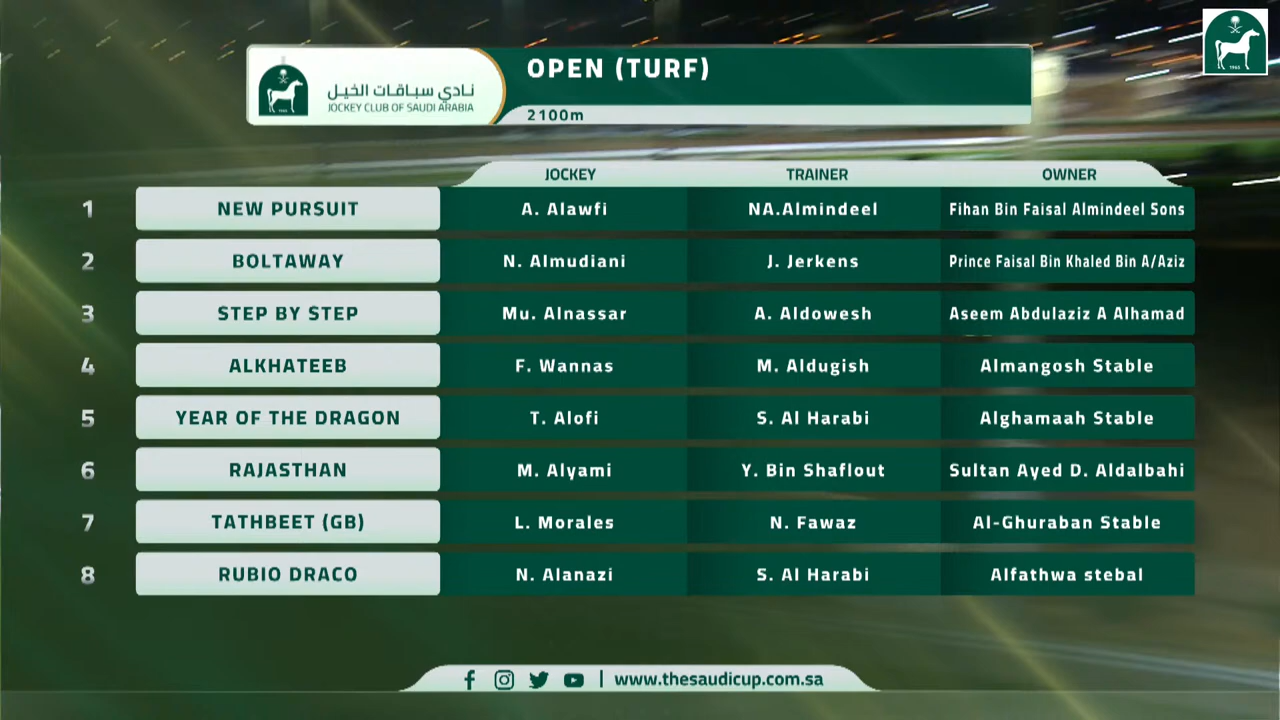 OPEN (TURF)
نادي سباقات الخيل
JOCKEY CLUB OF SAUDI ARABIA
2100m
JOCKEY TRAINER OWNER
1 NEW PURSUIT A. Alawfi NA.Almindeel Fihan Bin Faisal Almindeel Sons
2 BOLTAWAY N. Almudiani J. Jerkens Prince Faisal Bin Khaled Bin A/Aziz
3 STEP BY STEP Mu. Alnassar A. Aldowesh Aseem Abdulaziz A Alhamad
4 ALKHATEEB F. Wannas M. Aldugish Almangosh Stable
5 YEAR OF THE DRAGON T. Alofi S. Al Harabi Alghamaah Stable
6 RAJASTHAN M. Alyami Y. Bin Shaflout Sultan Ayed D. Aldalbahi
7 TATHBEET (GB) L. Morales N. Fawaz Al-Ghuraban Stable
8 RUBIO DRACO N. Alanazi S. Al Harabi Alfathwa stebal
| www.thesaudicup.com.sa